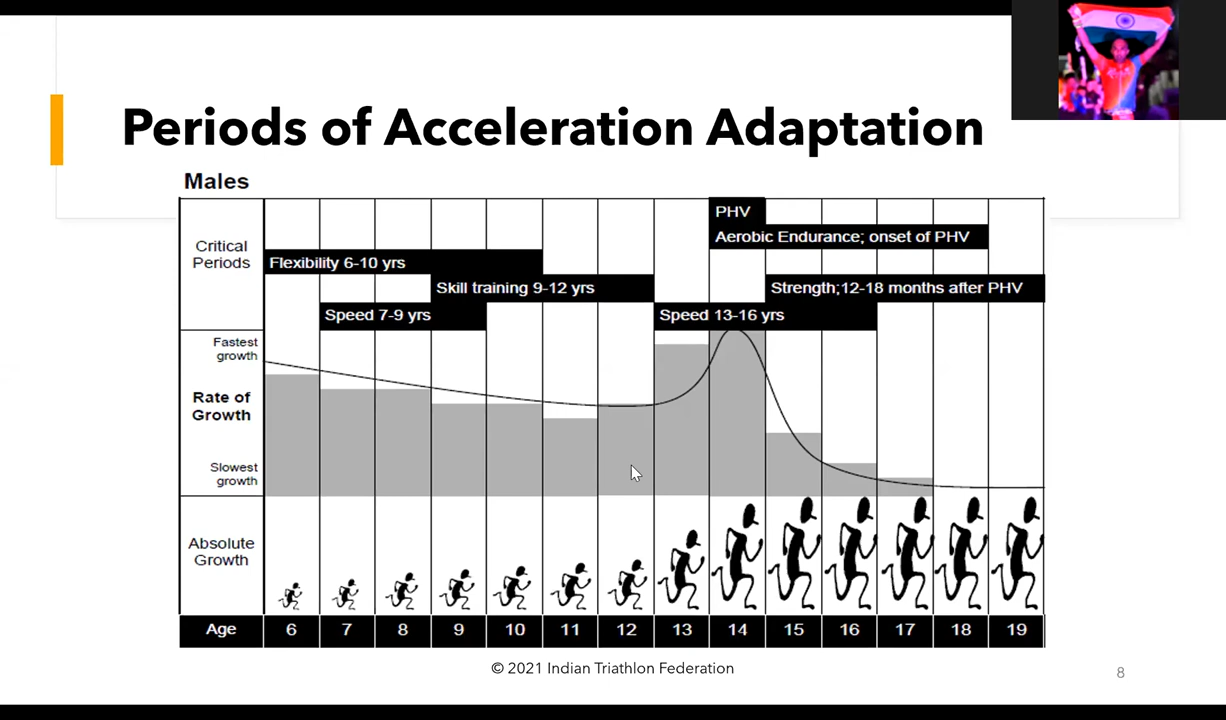 Periods of Acceleration Adaptation
Males
PHV
Aerobic Endurance; onset of PHV
Critical
Periods
Flexibility 6-10 yrs
Skill training 9-12 yrs
Strength;12-18 months after PHV
Speed 7-9 yrs
Speed 13-16 yrs
Fastest
growth
Rate of
Growth
Slowest
growth
Absolute
Growth
Age 6 7 8 9 10 11 12 13 14 15 16 17 18 19
© 2021 Indian Triathlon Federation
8